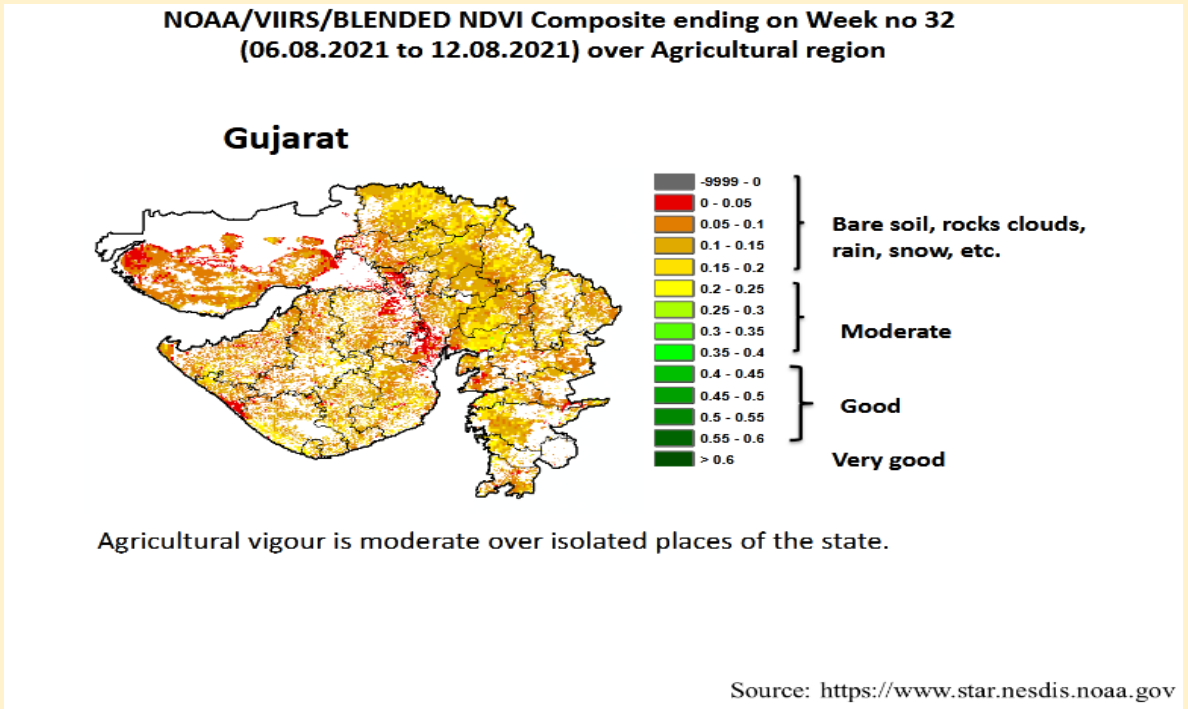 NOAA/VIIRS/BLENDED NDVI Composite ending on Week no 32
(06.08.2021 to 12.08.2021) over Agricultural region
Gujarat
-9999 - 0
0 - 0.05
0.05 - 0.1
0.1 - 0.15
0.15 - 0.2
0.2 - 0.25
0.25 - 0.3
0.3 - 0.35
0.35 - 0.4
0.4 - 0.45
0.45 - 0.5
0.5 - 0.55
0.55 - 0.6
> 0.6
Bare soil, rocks clouds,
rain, snow, etc.
Moderate
Good
Very good
Agricultural vigour is moderate over isolated places of the state.
Source: https://www.star.nesdis.noaa.gov